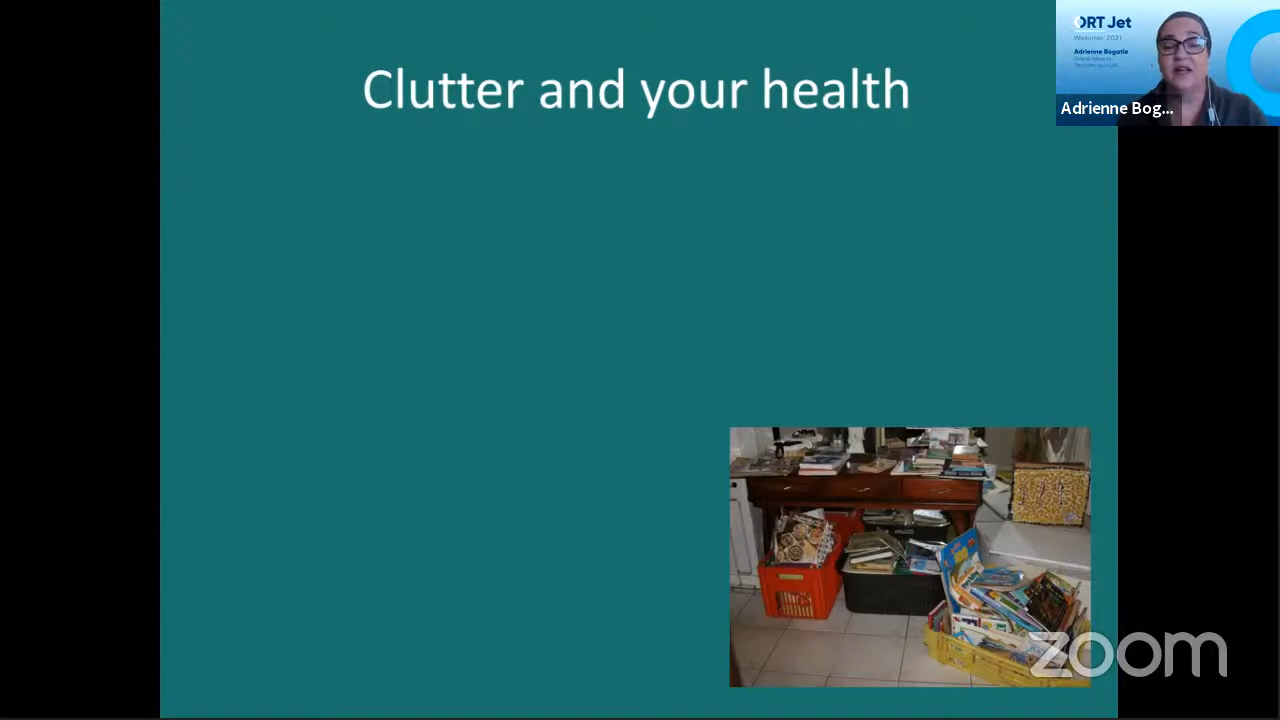 Clutter and your health
ORT Jet
Webinar 2021
Adrienne Bogatie
Adrienne Bog...
zoom